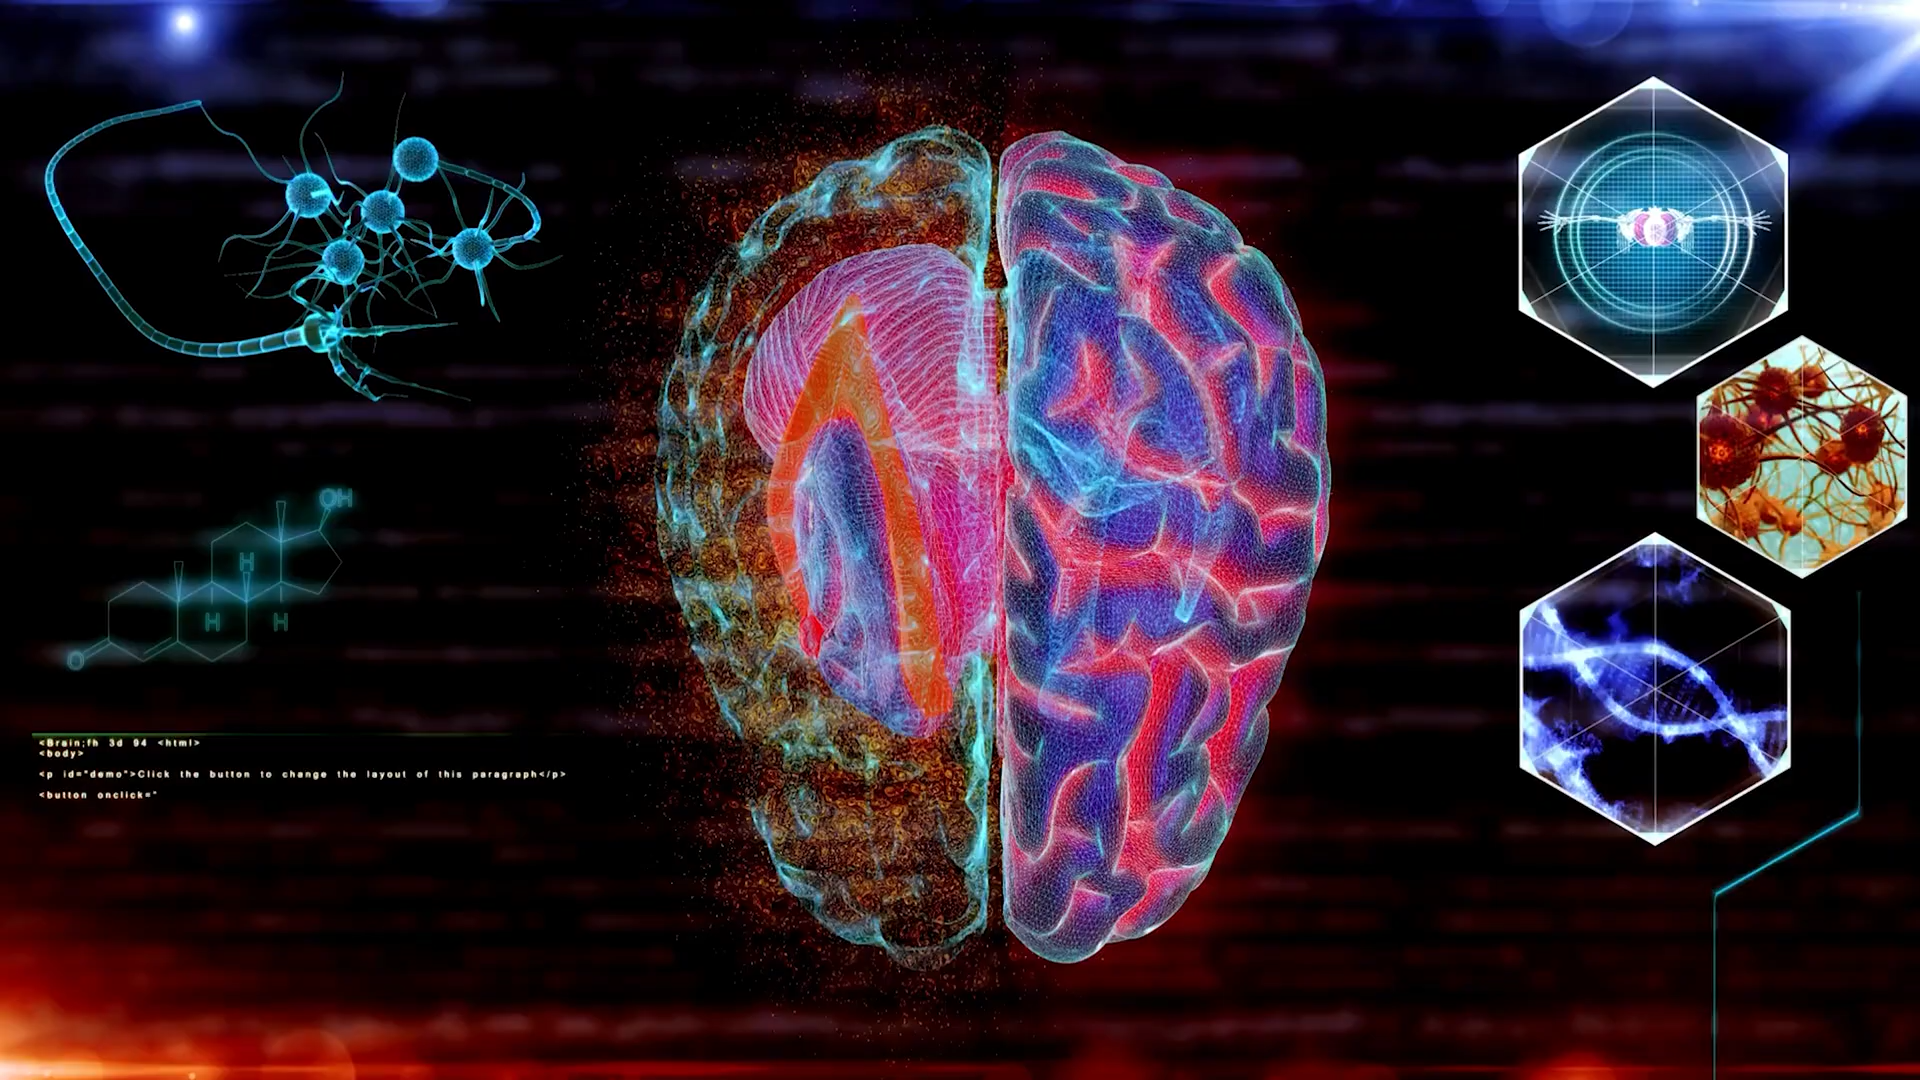 OH
H
H
H
O
<Brain;fh 3d 94 <html>
<body>
<p id="demo">Click the button to change the layout of this paragraph</p>
<button onclick="